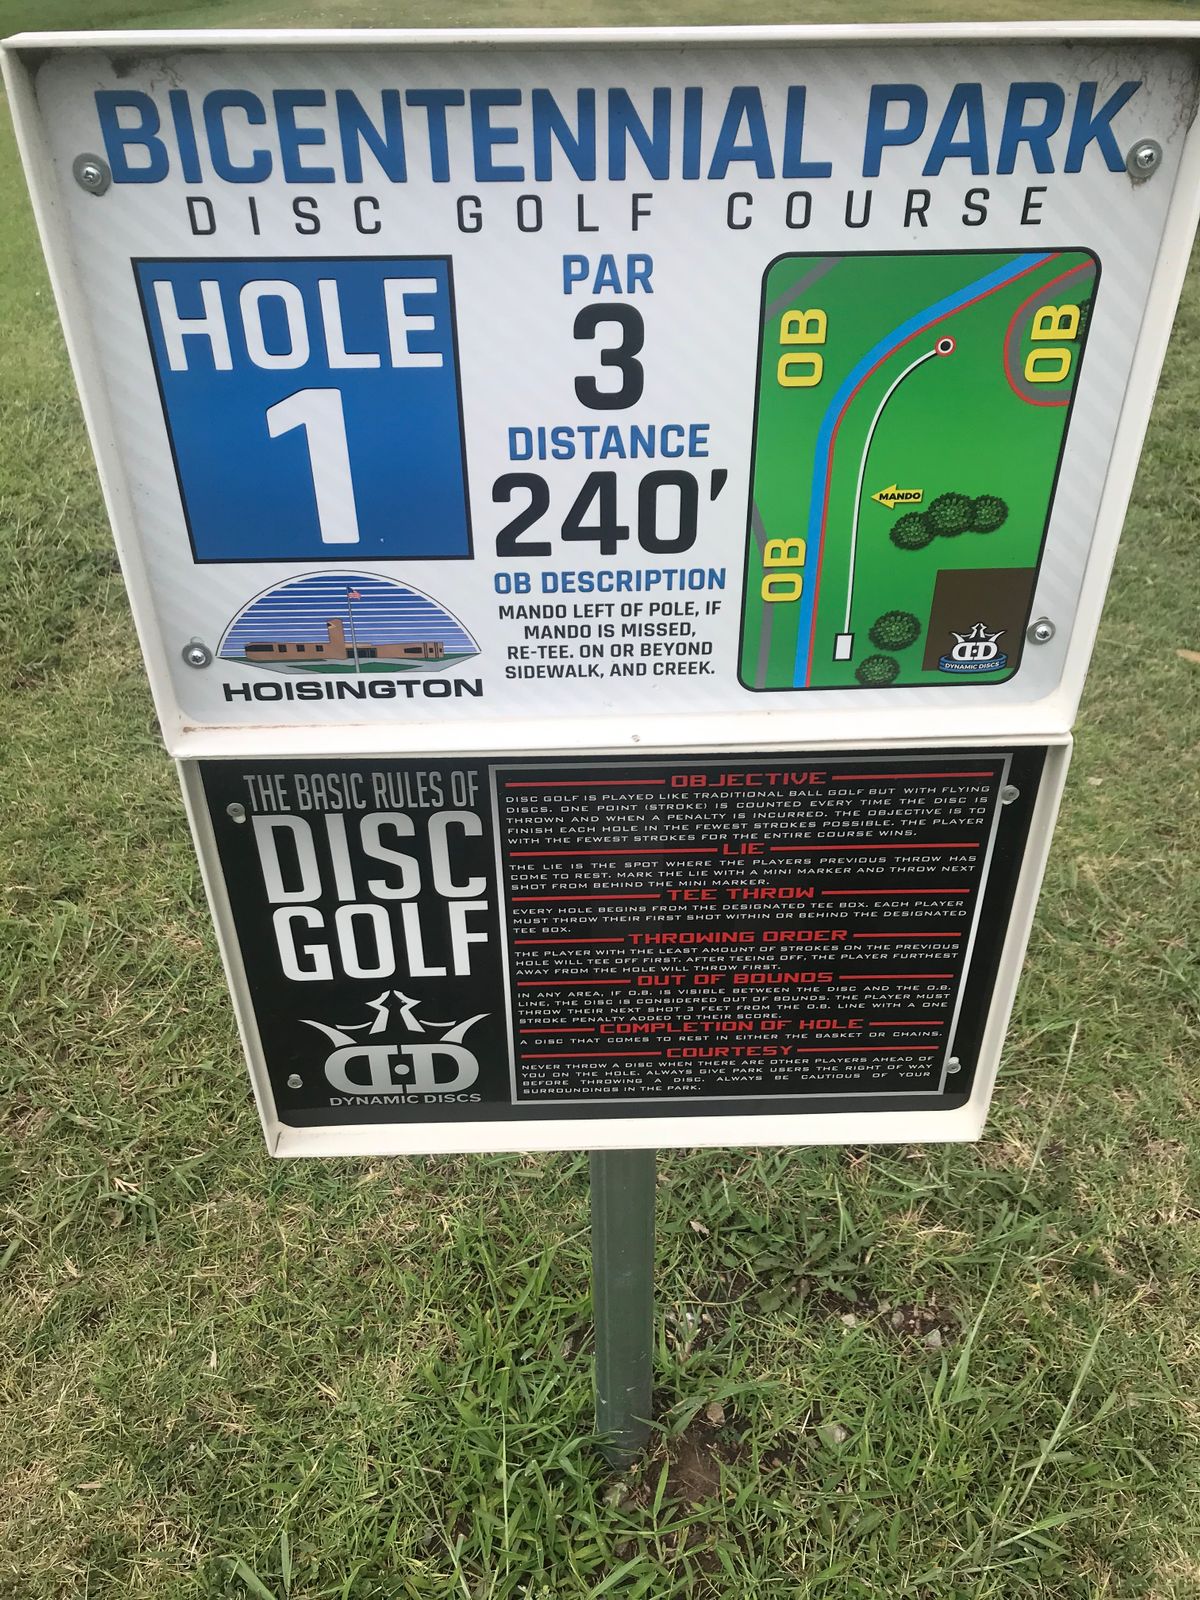 BICENTENNIAL PARK
DISC GOLF COURSE
HOLE
1
PAR
3
DISTANCE
240'
OB DESCRIPTION
MANDO LEFT OF POLE, IF
MANDO IS MISSED,
RE-TEE. ON OR BEYOND
SIDEWALK, AND CREEK.
HOISINGTON
OB
OB
MANDO
OB
DD
DYNAMIC DISCS
THE BASIC RULES OF
DISC
GOLF
DD
DYNAMIC DISCS
OBJECTIVE
DISC GOLF IS PLAYED LIKE TRADITIONAL BALL GOLF BUT WITH FLYING
DISCS. ONE POINT (STROKE) IS COUNTED EVERY TIME THE DISC IS
THROWN AND WHEN A PENALTY IS INCURRED. THE OBJECTIVE IS TO
FINISH EACH HOLE IN THE FEWEST STROKES POSSIBLE. THE PLAYER
WITH THE FEWEST STROKES FOR THE ENTIRE COURSE WINS.
LIE
THE LIE IS THE SPOT WHERE THE PLAYERS PREVIOUS THROW HAS
COME TO REST. MARK THE LIE WITH A MINI MARKER AND THROW NEXT
SHOT FROM BEHIND THE MINI MARKER.
TEE THROW
EVERY HOLE BEGINS FROM THE DESIGNATED TEE BOX. EACH PLAYER
MUST THROW THEIR FIRST SHOT WITHIN OR BEHIND THE DESIGNATED
TEE BOX.
THROWING ORDER
THE PLAYER WITH THE LEAST AMOUNT OF STROKES ON THE PREVIOUS
HOLE WILL TEE OFF FIRST. AFTER TEEING OFF, THE PLAYER FURTHEST
AWAY FROM THE HOLE WILL THROW FIRST.
OUT OF BOUNDS
IN ANY AREA, IF O.B. IS VISIBLE BETWEEN THE DISC AND THE O.B.
LINE, THE DISC IS CONSIDERED OUT OF BOUNDS. THE PLAYER MUST
THROW THEIR NEXT SHOT 3 FEET FROM THE O.B. LINE WITH A ONE
STROKE PENALTY ADDED TO THEIR SCORE.
COMPLETION OF HOLE
A DISC THAT COMES TO REST IN EITHER THE BASKET OR CHAINS.
COURTESY
NEVER THROW A DISC WHEN THERE ARE OTHER PLAYERS AHEAD OF
YOU ON THE HOLE. ALWAYS GIVE PARK USERS THE RIGHT OF WAY
BEFORE THROWING A DISC. ALWAYS BE CAUTIOUS OF YOUR
SURROUNDINGS IN THE PARK.